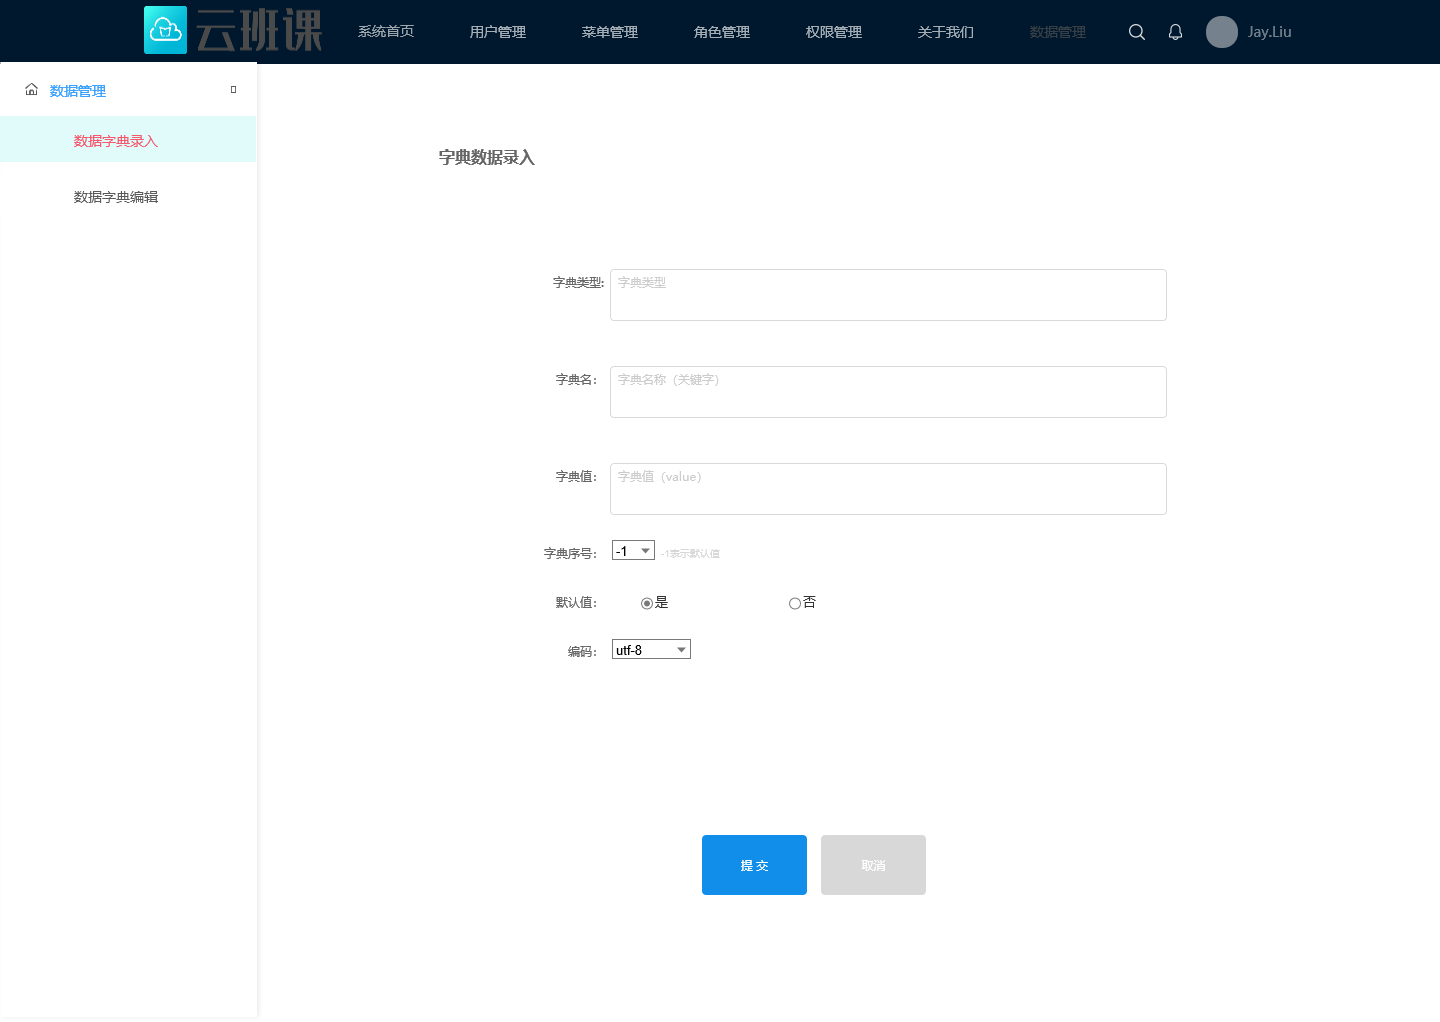 云班课
系统首页 用户管理 菜单管理 角色管理 权限管理 关于我们 数据管理 Jay.Liu
数据管理
数据字典录入
数据字典编辑
字典数据录入
字典类型: 字典类型
字典名： 字典名称（关键字）
字典值： 字典值（value）
字典序号： -1 -1表示默认值
默认值： 是 否
编码： utf-8
提 交 取消